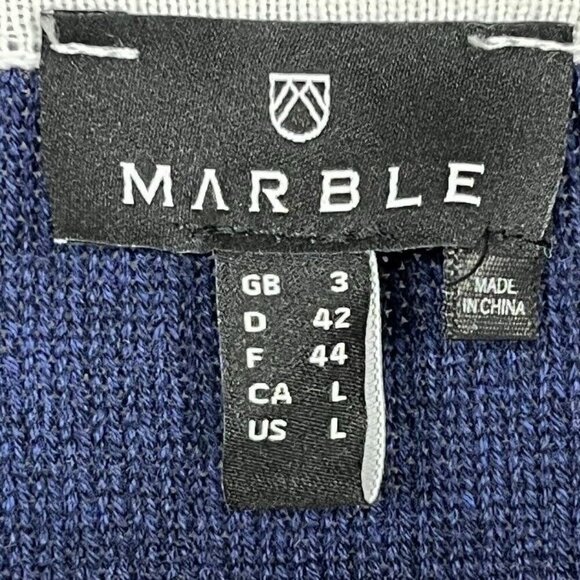 MARBLE
GB 3
D 42
F 44
CA L
US L
MADE
IN CHINA